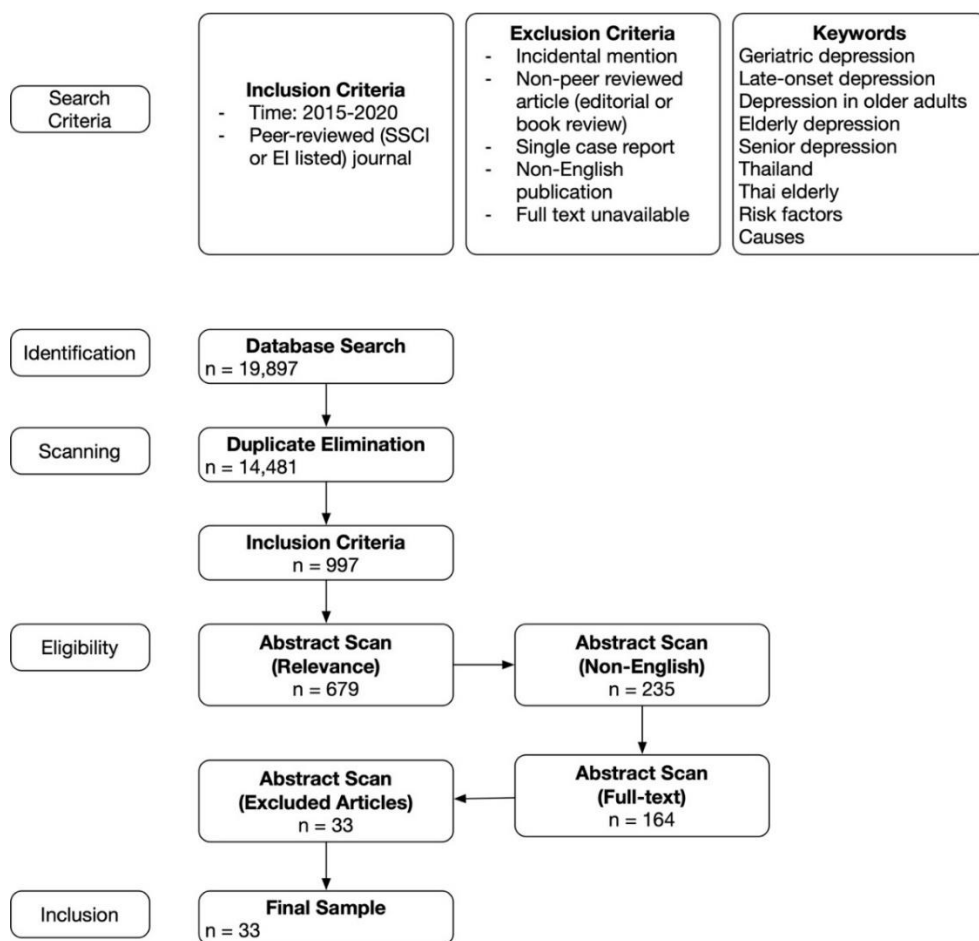 Search
Criteria
Inclusion Criteria
- Time: 2015-2020
- Peer-reviewed (SSCI
or EI listed) journal
Exclusion Criteria
- Incidental mention
- Non-peer reviewed
article (editorial or
book review)
- Single case report
- Non-English
publication
- Full text unavailable
Keywords
Geriatric depression
Late-onset depression
Depression in older adults
Elderly depression
Senior depression
Thailand
Thai elderly
Risk factors
Causes
Identification
Database Search
n = 19,897
Scanning
Duplicate Elimination
n = 14,481
Inclusion Criteria
n = 997
Eligibility
Abstract Scan
(Relevance)
n = 679
Abstract Scan
(Non-English)
n = 235
Abstract Scan
(Excluded Articles)
n = 33
Abstract Scan
(Full-text)
n = 164
Inclusion
Final Sample
n = 33